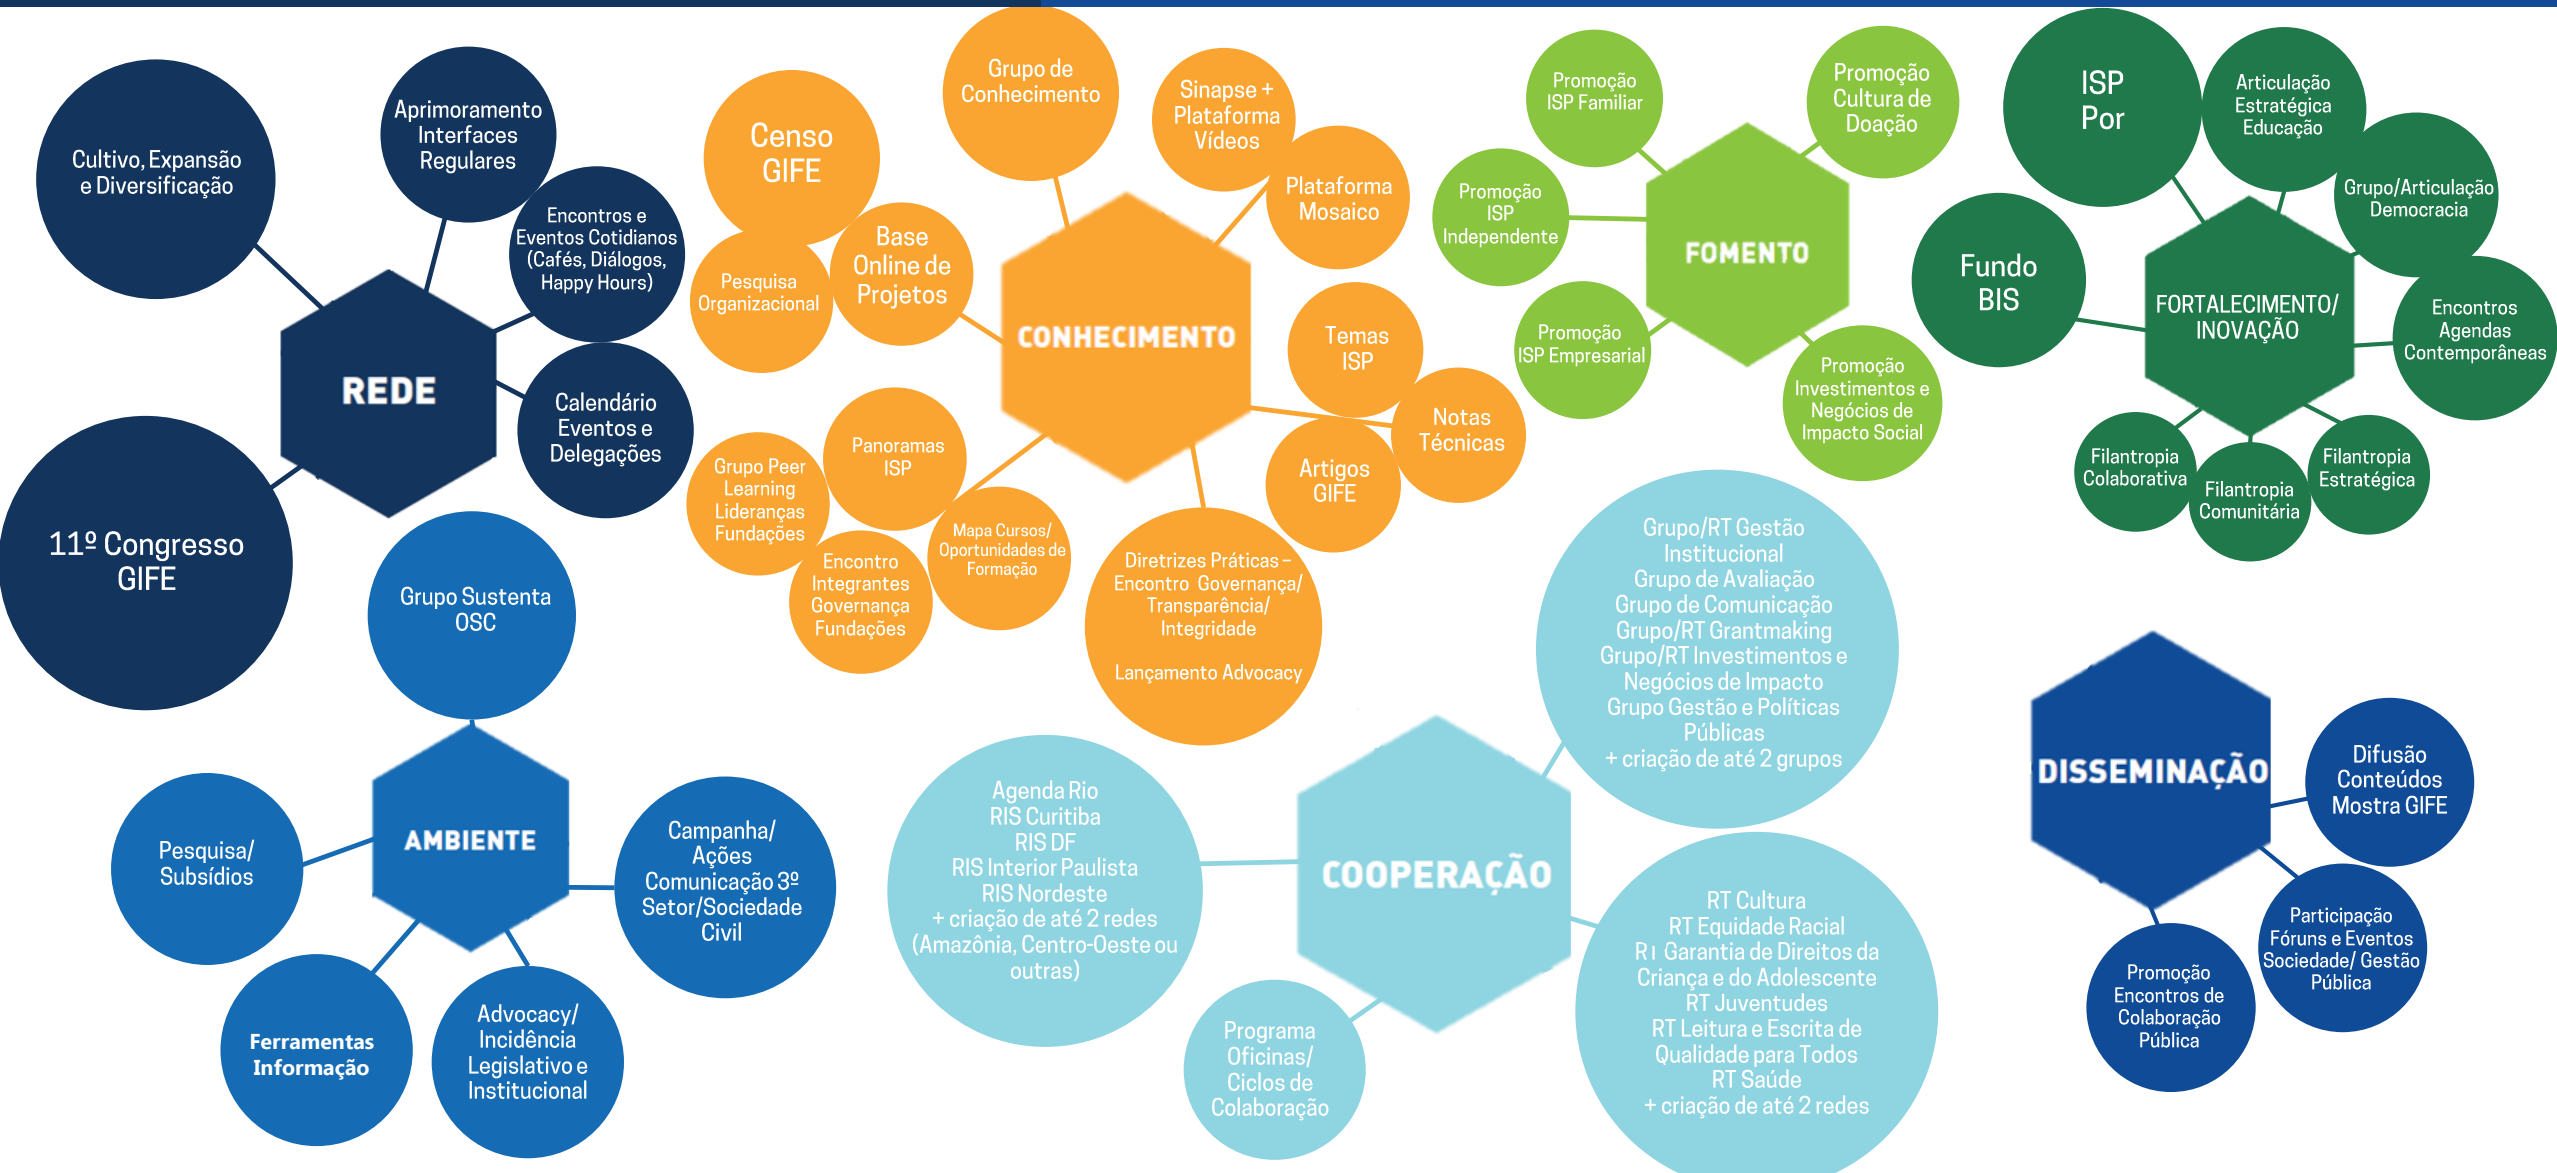 Cultivo, Expansão
e Diversificação
Aprimoramento
Interfaces
Regulares
Encontros e
Eventos Cotidianos
(Cafés, Diálogos,
Happy Hours)
REDE
Calendário
Eventos e
Delegações
11º Congresso
GIFE
Censo
GIFE
Grupo de
Conhecimento
Sinapse +
Plataforma
Vídeos
Plataforma
Mosaico
Pesquisa
Organizacional
Base
Online de
Projetos
CONHECIMENTO
Temas
ISP
Notas
Técnicas
Artigos
GIFE
Panoramas
ISP
Grupo Peer
Learning
Lideranças
Fundações
Encontro
Integrantes
Governança
Fundações
Mapa Cursos/
Oportunidades de
Formação
Diretrizes Práticas –
Encontro Governança/
Transparência/
Integridade
Lançamento Advocacy
Promoção
ISP Familiar
Promoção
Cultura de
Doação
Promoção
ISP
Independente
FOMENTO
Promoção
ISP Empresarial
Promoção
Investimentos e
Negócios de
Impacto Social
ISP
Por
Articulação
Estratégica
Educação
Grupo/Articulação
Democracia
Fundo
BIS
FORTALECIMENTO/
INOVAÇÃO
Encontros
Agendas
Contemporâneas
Filantropia
Colaborativa
Filantropia
Comunitária
Filantropia
Estratégica
Grupo Sustenta
OSC
AMBIENTE
Pesquisa/
Subsídios
Campanha/
Ações
Comunicação 3º
Setor/Sociedade
Civil
Ferramentas
Informação
Advocacy/
Incidência
Legislativo e
Institucional
Grupo/RT Gestão
Institucional
Grupo de Avaliação
Grupo de Comunicação
Grupo/RT Grantmaking
Grupo/RT Investimentos e
Negócios de Impacto
Grupo Gestão e Políticas
Públicas
+ criação de até 2 grupos
Agenda Rio
RIS Curitiba
RIS DF
RIS Interior Paulista
RIS Nordeste
+ criação de até 2 redes
(Amazônia, Centro-Oeste ou
outras)
COOPERAÇÃO
Programa
Oficinas/
Ciclos de
Colaboração
RT Cultura
RT Equidade Racial
RT Garantia de Direitos da
Criança e do Adolescente
RT Juventudes
RT Leitura e Escrita de
Qualidade para Todos
RT Saúde
+ criação de até 2 redes
DISSEMINAÇÃO
Difusão
Conteúdos
Mostra GIFE
Participação
Fóruns e Eventos
Sociedade/ Gestão
Pública
Promoção
Encontros de
Colaboração
Pública